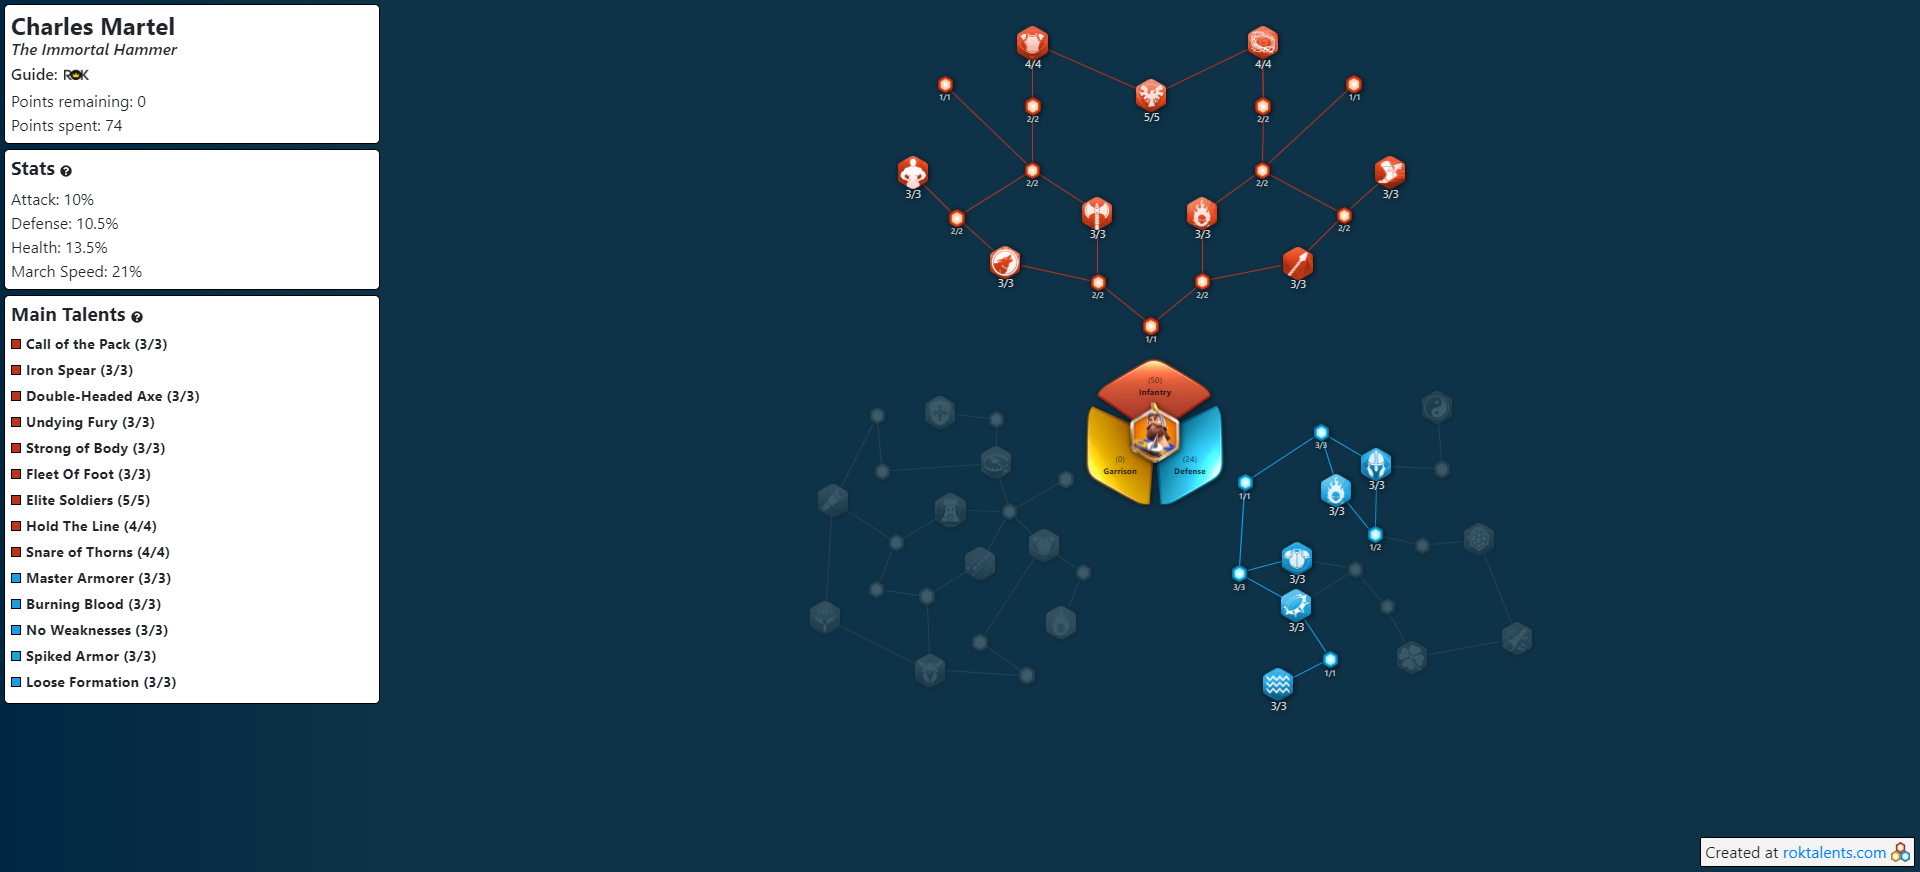 Charles Martel
The Immortal Hammer
Guide: ROK
Points remaining: 0
Points spent: 74
Stats
Attack: 10%
Defense: 10.5%
Health: 13.5%
March Speed: 21%
Main Talents
Call of the Pack (3/3)
Iron Spear (3/3)
Double-Headed Axe (3/3)
Undying Fury (3/3)
Strong of Body (3/3)
Fleet Of Foot (3/3)
Elite Soldiers (5/5)
Hold The Line (4/4)
Snare of Thorns (4/4)
Master Armorer (3/3)
Burning Blood (3/3)
No Weaknesses (3/3)
Spiked Armor (3/3)
Loose Formation (3/3)
4/4
4/4
1/1
1/1
5/5
2/2
2/2
2/2
2/2
3/3
3/3
2/2
3/3
3/3
2/2
3/3
3/3
2/2
2/2
1/1
(50)
Infantry
(0)
Garrison
(24)
Defense
3/3
3/3
1/1
3/3
1/2
3/3
3/3
3/3
1/1
3/3
Created at roktalents.com